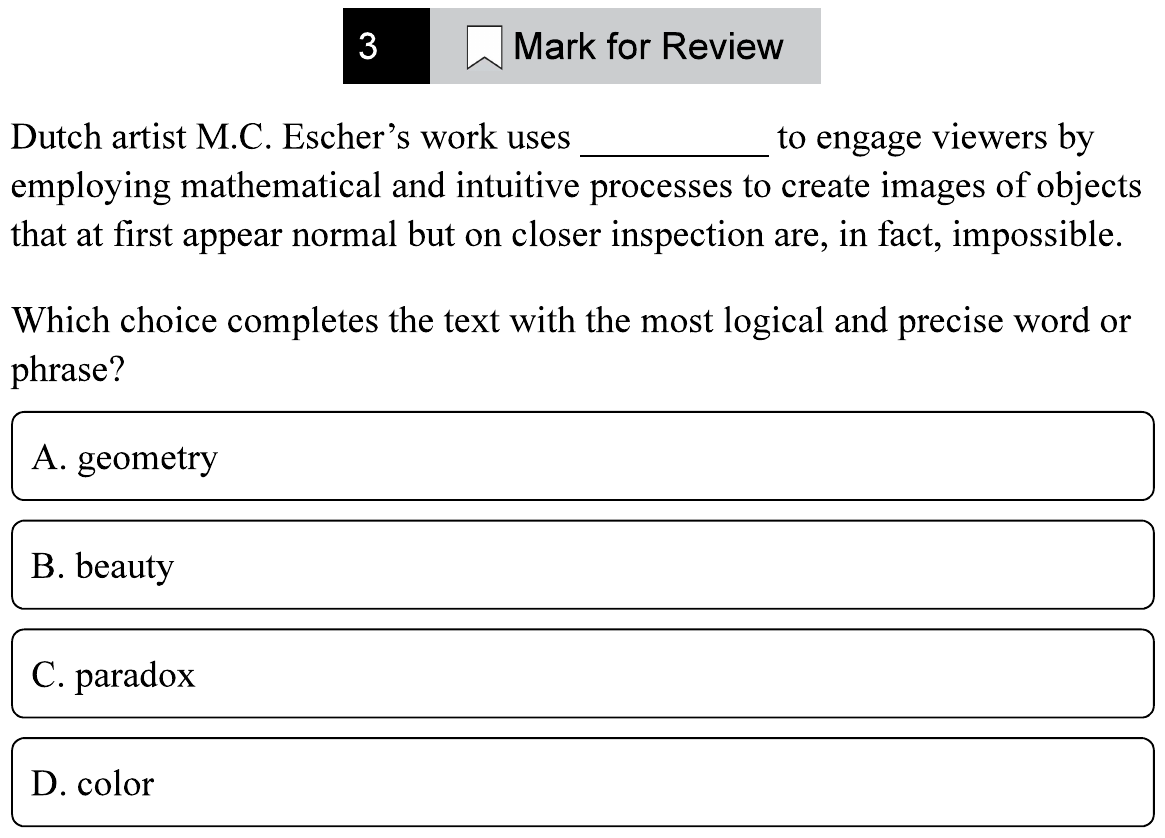 3 Mark for Review
Dutch artist M.C. Escher’s work uses __________ to engage viewers by
employing mathematical and intuitive processes to create images of objects
that at first appear normal but on closer inspection are, in fact, impossible.
Which choice completes the text with the most logical and precise word or
phrase?
A. geometry
B. beauty
C. paradox
D. color